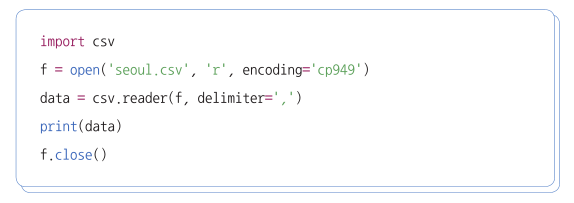 import csv
f = open('seoul.csv', 'r', encoding='cp949')
data = csv.reader(f, delimiter=',')
print(data)
f.close()